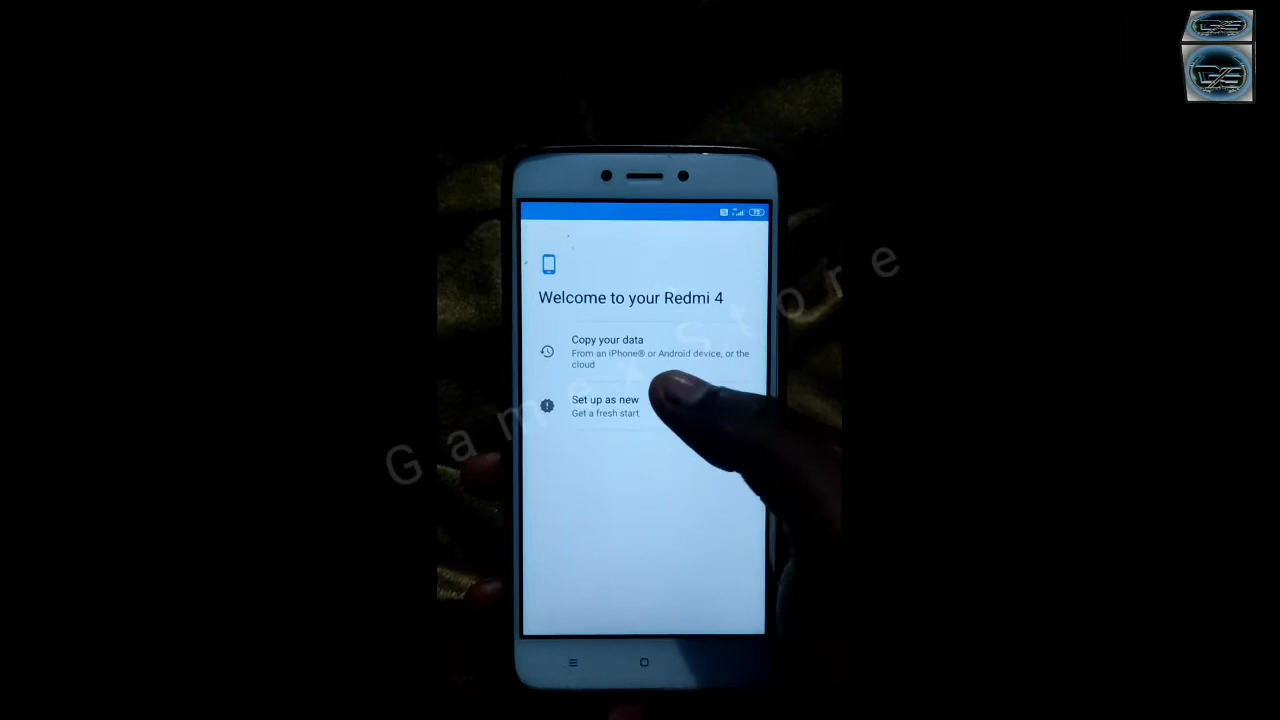 73
Welcome to your Redmi 4
Copy your data
From an iPhone® or Android device, or the
cloud
Set up as new
Get a fresh start